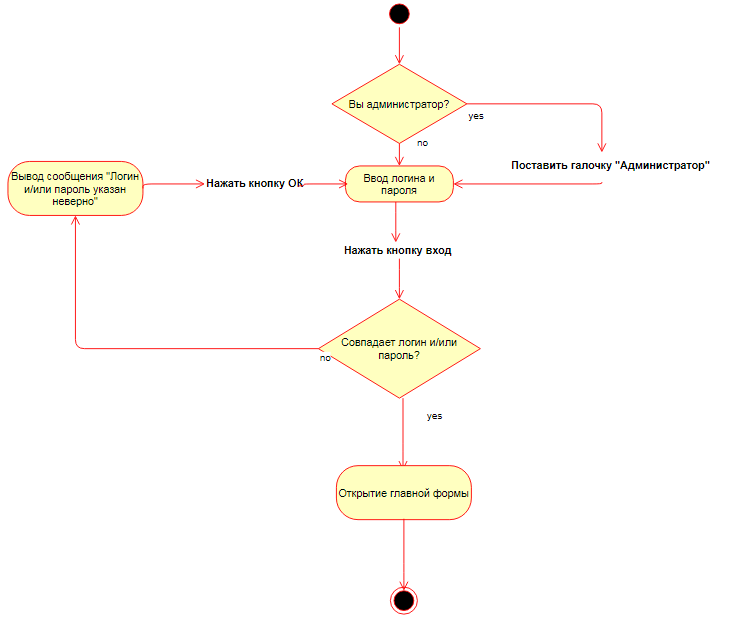 Вы администратор?
yes
no
Поставить галочку "Администратор"
Вывод сообщения "Логин
и/или пароль указан
неверно"
Нажать кнопку ОК
Ввод логина и
пароля
Нажать кнопку вход
Совпадает логин и/или
пароль?
no
yes
Открытие главной формы